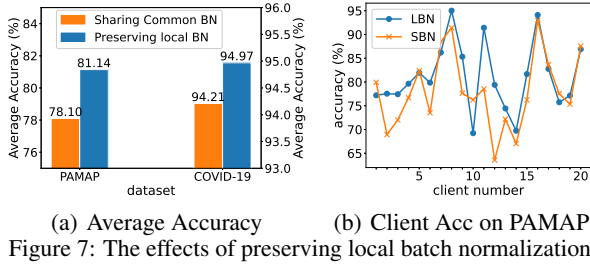 Sharing Common BN
Preserving local BN
84
82
80
78
76
Average Accuracy (%)
96.0
95.5
95.0
94.5
94.0
93.5
93.0
Average Accuracy (%)
78.10
81.14
94.21
94.97
PAMAP
COVID-19
dataset
LBN
SBN
95
90
85
80
75
70
65
accuracy (%)
5
10
15
20
client number
(a) Average Accuracy
(b) Client Acc on PAMAP
Figure 7: The effects of preserving local batch normalization